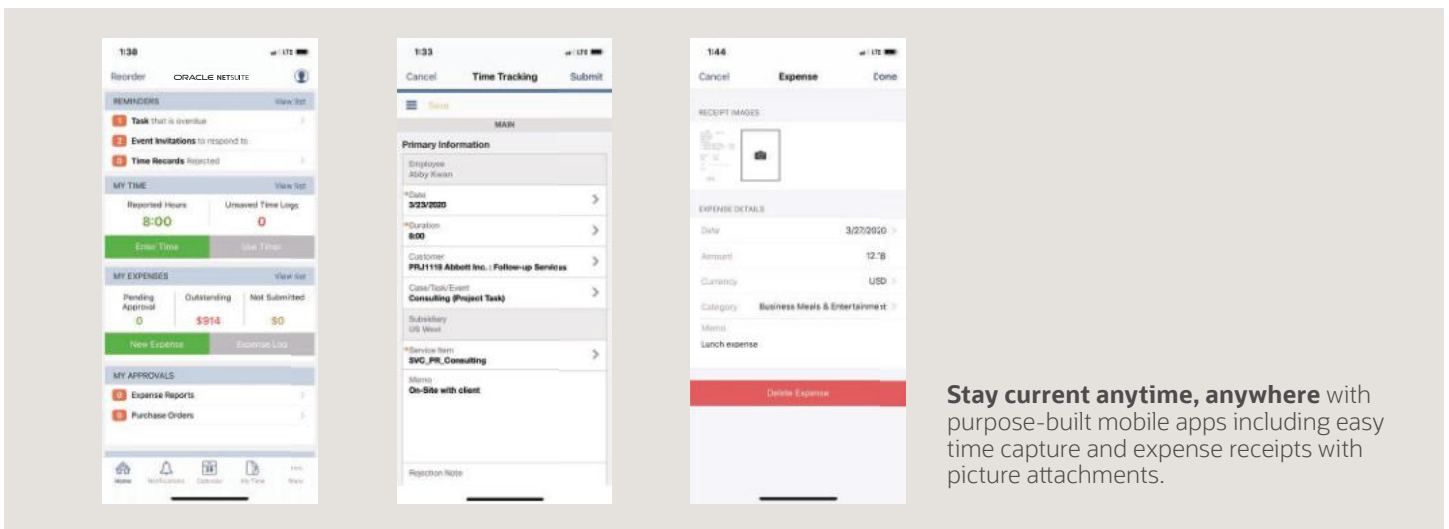 1:38
LTE
Reorder
ORACLE NETSUITE
REMINDERS
View list
1 Task that is overdue
2 Event Invitations to respond to
0 Time Records Rejected
MY TIME
View list
Reported Hours
Unsaved Time Logs
8:00
0
Enter Time
Use Timer
MY EXPENSES
View list
Pending
Approval
Outstanding
Not Submitted
0
$914
$0
New Expense
Expense Log
MY APPROVALS
0 Expense Reports
0 Purchase Orders
Home
Notifications
Calendar
My Time
More
1:33
LTE
Cancel
Time Tracking
Submit
Save
MAIN
Primary Information
Employee
Abby Kwan
*Date
3/23/2020
*Duration
8:00
Customer
PRJ1118 Abbott Inc. : Follow-up Services
Case/Task/Event
Consulting (Project Task)
Subsidiary
US West
*Service Item
SVC_PR_Consulting
Memo
On-Site with client
Rejection Note
1:44
LTE
Cancel
Expense
Done
RECEIPT IMAGES
EXPENSE DETAILS
Date
3/27/2020
Amount
Currency
USD
Category
Business Meals & Entertainment
Memo
Lunch expense
Delete Expense
Stay current anytime, anywhere with
purpose-built mobile apps including easy
time capture and expense receipts with
picture attachments.